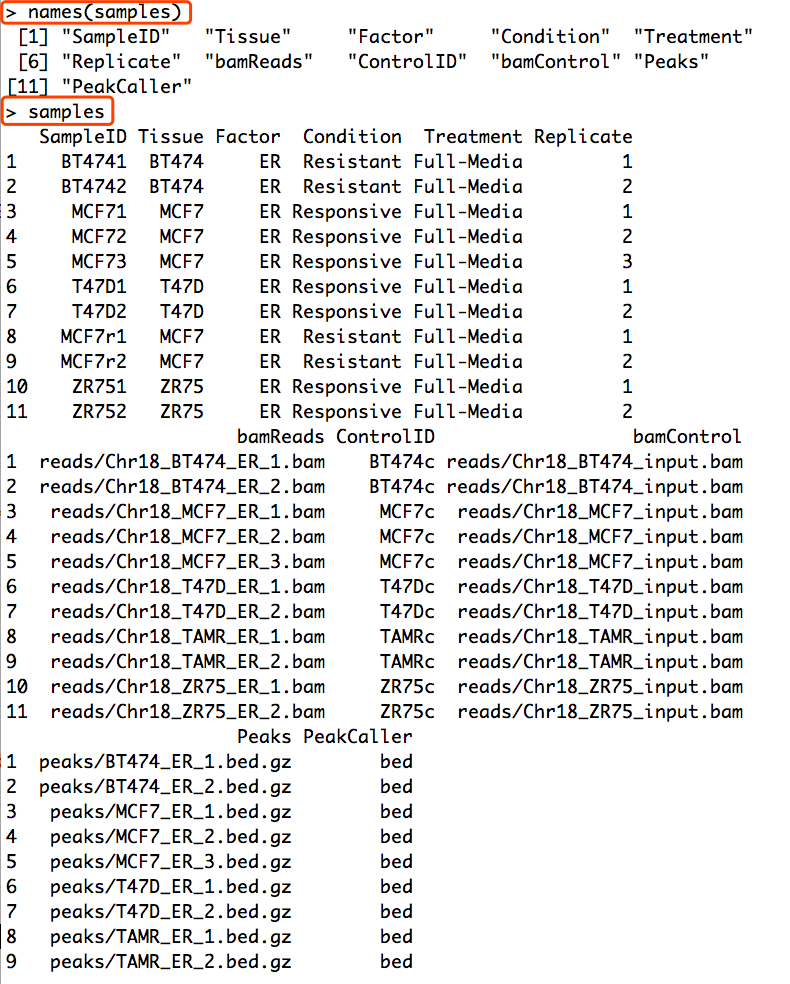 > names(samples)
 [1] "SampleID"   "Tissue"     "Factor"     "Condition"  "Treatment"
 [6] "Replicate"  "bamReads"   "ControlID"  "bamControl" "Peaks"
[11] "PeakCaller"
> samples
   SampleID Tissue Factor  Condition  Treatment Replicate
1    BT4741  BT474     ER  Resistant Full-Media         1
2    BT4742  BT474     ER  Resistant Full-Media         2
3     MCF71   MCF7     ER Responsive Full-Media         1
4     MCF72   MCF7     ER Responsive Full-Media         2
5     MCF73   MCF7     ER Responsive Full-Media         3
6     T47D1   T47D     ER Responsive Full-Media         1
7     T47D2   T47D     ER Responsive Full-Media         2
8    MCF7r1   MCF7     ER  Resistant Full-Media         1
9    MCF7r2   MCF7     ER  Resistant Full-Media         2
10    ZR751   ZR75     ER Responsive Full-Media         1
11    ZR752   ZR75     ER Responsive Full-Media         2
                     bamReads ControlID                  bamControl
1  reads/Chr18_BT474_ER_1.bam    BT474c reads/Chr18_BT474_input.bam
2  reads/Chr18_BT474_ER_2.bam    BT474c reads/Chr18_BT474_input.bam
3   reads/Chr18_MCF7_ER_1.bam     MCF7c  reads/Chr18_MCF7_input.bam
4   reads/Chr18_MCF7_ER_2.bam     MCF7c  reads/Chr18_MCF7_input.bam
5   reads/Chr18_MCF7_ER_3.bam     MCF7c  reads/Chr18_MCF7_input.bam
6   reads/Chr18_T47D_ER_1.bam     T47Dc  reads/Chr18_T47D_input.bam
7   reads/Chr18_T47D_ER_2.bam     T47Dc  reads/Chr18_T47D_input.bam
8   reads/Chr18_TAMR_ER_1.bam     TAMRc  reads/Chr18_TAMR_input.bam
9   reads/Chr18_TAMR_ER_2.bam     TAMRc  reads/Chr18_TAMR_input.bam
10  reads/Chr18_ZR75_ER_1.bam     ZR75c  reads/Chr18_ZR75_input.bam
11  reads/Chr18_ZR75_ER_2.bam     ZR75c  reads/Chr18_ZR75_input.bam
                     Peaks PeakCaller
1  peaks/BT474_ER_1.bed.gz        bed
2  peaks/BT474_ER_2.bed.gz        bed
3   peaks/MCF7_ER_1.bed.gz        bed
4   peaks/MCF7_ER_2.bed.gz        bed
5   peaks/MCF7_ER_3.bed.gz        bed
6   peaks/T47D_ER_1.bed.gz        bed
7   peaks/T47D_ER_2.bed.gz        bed
8   peaks/TAMR_ER_1.bed.gz        bed
9   peaks/TAMR_ER_2.bed.gz        bed